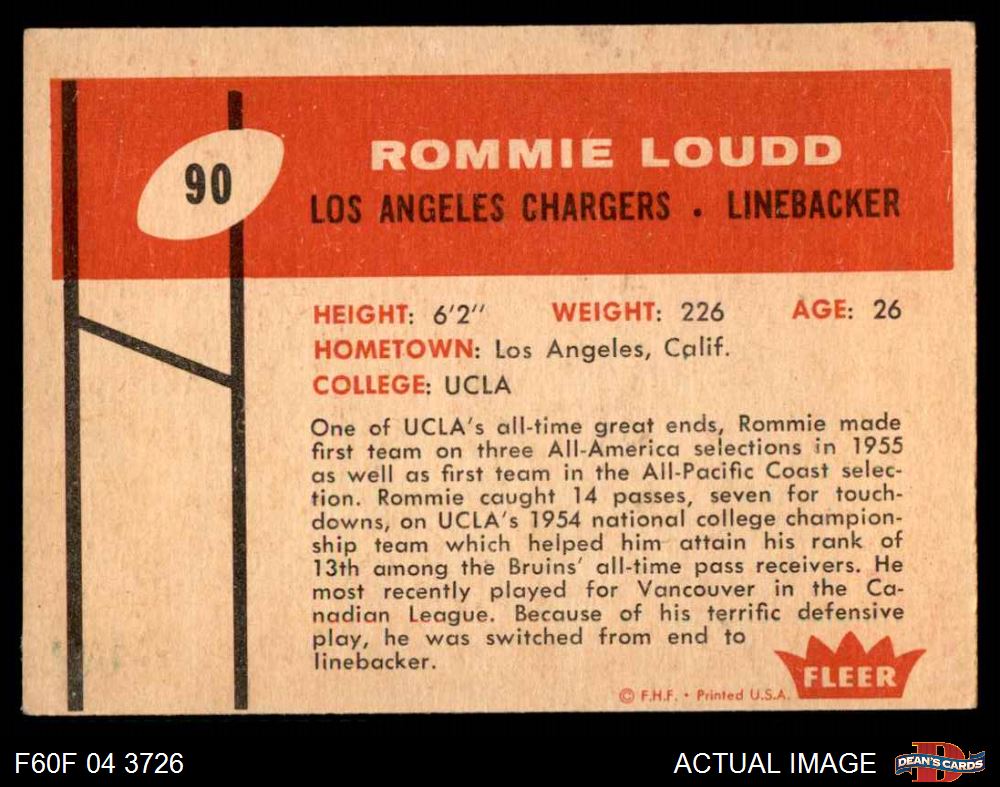 90
ROMMIE LOUDD
LOS ANGELES CHARGERS . LINEBACKER
HEIGHT: 6'2" WEIGHT: 226 AGE: 26
HOMETOWN: Los Angeles, Calif.
COLLEGE: UCLA
One of UCLA's all-time great ends, Rommie made
first team on three All-America selections in 1955
as well as first team in the All-Pacific Coast selec-
tion. Rommie caught 14 passes, seven for touch-
downs, on UCLA's 1954 national college champion-
ship team which helped him attain his rank of
13th among the Bruins' all-time pass receivers. He
most recently played for Vancouver in the Ca-
nadian League. Because of his terrific defensive
play, he was switched from end to
linebacker.
FLEER
© F.H.F. • Printed U.S.A.
F60F 04 3726 ACTUAL IMAGE
D
DEAN'S CARDS